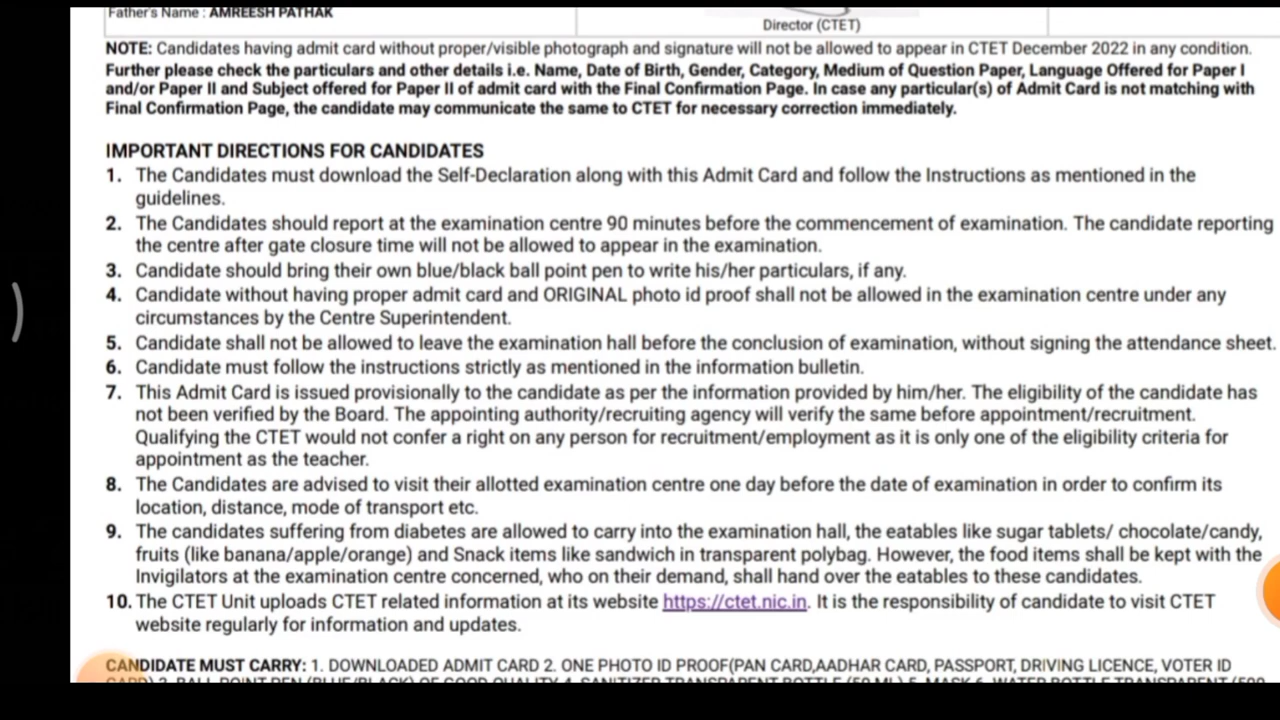 Father's Name : AMREESH PATHAK
Director (CTET)
NOTE: Candidates having admit card without proper/visible photograph and signature will not be allowed to appear in CTET December 2022 in any condition.
Further please check the particulars and other details i.e. Name, Date of Birth, Gender, Category, Medium of Question Paper, Language Offered for Paper I
and/or Paper II and Subject offered for Paper II of admit card with the Final Confirmation Page. In case any particular(s) of Admit Card is not matching with
Final Confirmation Page, the candidate may communicate the same to CTET for necessary correction immediately.
IMPORTANT DIRECTIONS FOR CANDIDATES
1. The Candidates must download the Self-Declaration along with this Admit Card and follow the Instructions as mentioned in the
guidelines.
2. The Candidates should report at the examination centre 90 minutes before the commencement of examination. The candidate reporting
the centre after gate closure time will not be allowed to appear in the examination.
3. Candidate should bring their own blue/black ball point pen to write his/her particulars, if any.
4. Candidate without having proper admit card and ORIGINAL photo id proof shall not be allowed in the examination centre under any
circumstances by the Centre Superintendent.
5. Candidate shall not be allowed to leave the examination hall before the conclusion of examination, without signing the attendance sheet.
6. Candidate must follow the instructions strictly as mentioned in the information bulletin.
7. This Admit Card is issued provisionally to the candidate as per the information provided by him/her. The eligibility of the candidate has
not been verified by the Board. The appointing authority/recruiting agency will verify the same before appointment/recruitment.
Qualifying the CTET would not confer a right on any person for recruitment/employment as it is only one of the eligibility criteria for
appointment as the teacher.
8. The Candidates are advised to visit their allotted examination centre one day before the date of examination in order to confirm its
location, distance, mode of transport etc.
9. The candidates suffering from diabetes are allowed to carry into the examination hall, the eatables like sugar tablets/ chocolate/candy,
fruits (like banana/apple/orange) and Snack items like sandwich in transparent polybag. However, the food items shall be kept with the
Invigilators at the examination centre concerned, who on their demand, shall hand over the eatables to these candidates.
10. The CTET Unit uploads CTET related information at its website https://ctet.nic.in. It is the responsibility of candidate to visit CTET
website regularly for information and updates.
CANDIDATE MUST CARRY: 1. DOWNLOADED ADMIT CARD 2. ONE PHOTO ID PROOF(PAN CARD,AADHAR CARD, PASSPORT, DRIVING LICENCE, VOTER ID
CARD) 3. BALL POINT PEN (BLUE/BLACK) OF GOOD QUALITY 4. SANITIZED TRANSPARENT BOTTLE (50 ML) 5. MASK 6. WATER BOTTLE TRANSPARENT (500